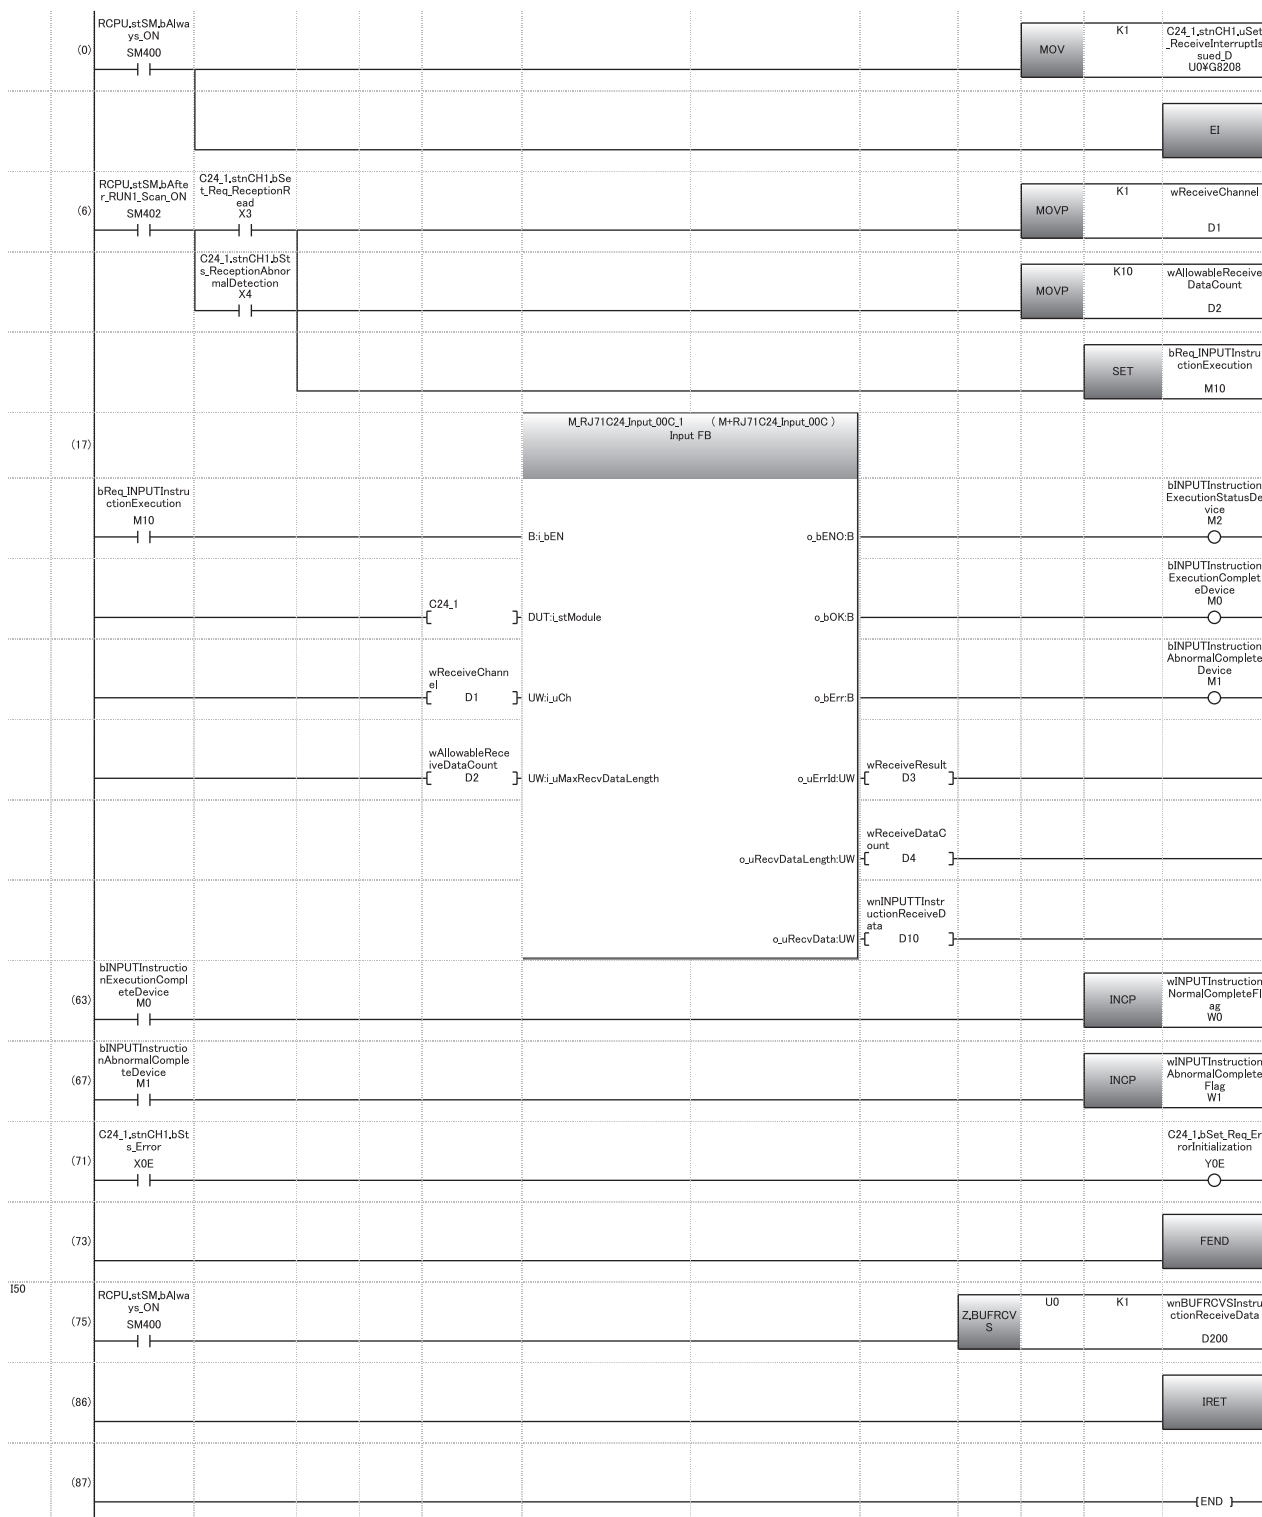 RCPU.stSM.bAlwa
ys_ON
(0)
SM400
MOV
K1
C24_1.stnCH1.uSet
_ReceiveInterruptIs
sued_D
U0¥G8208
EI
RCPU.stSM.bAfte
r_RUN1_Scan_ON
(6)
SM402
C24_1.stnCH1.bSe
t_Req_ReceptionR
ead
X3
MOVP
K1
wReceiveChannel
D1
C24_1.stnCH1.bSt
s_ReceptionAbnor
malDetection
X4
MOVP
K10
wAllowableReceive
DataCount
D2
SET
bReq_INPUTInstru
ctionExecution
M10
(17)
M_RJ71C24_Input_00C_1 ( M+RJ71C24_Input_00C )
Input FB
bReq_INPUTInstru
ctionExecution
M10
B:i_bEN
o_bENO:B
bINPUTInstruction
ExecutionStatusDe
vice
M2
C24_1
DUT:i_stModule
o_bOK:B
bINPUTInstruction
ExecutionComplet
eDevice
M0
wReceiveChann
el
D1
UW:i_uCh
o_bErr:B
bINPUTInstruction
AbnormalComplete
Device
M1
wAllowableRece
iveDataCount
D2
UW:i_uMaxRecvDataLength
o_uErrId:UW
wReceiveResult
D3
o_uRecvDataLength:UW
wReceiveDataC
ount
D4
o_uRecvData:UW
wnINPUTTInstr
uctionReceiveD
ata
D10
bINPUTInstructio
nExecutionCompl
eteDevice
(63)
M0
INCP
wINPUTInstruction
NormalCompleteFl
ag
W0
bINPUTInstructio
nAbnormalComple
teDevice
(67)
M1
INCP
wINPUTInstruction
AbnormalComplete
Flag
W1
C24_1.stnCH1.bSt
s_Error
(71)
X0E
C24_1.bSet_Req_Er
rorInitialization
Y0E
(73)
FEND
I50
RCPU.stSM.bAlwa
ys_ON
(75)
SM400
Z.BUFRCV
S
U0
K1
wnBUFRCVSInstru
ctionReceiveData
D200
(86)
IRET
(87)
END